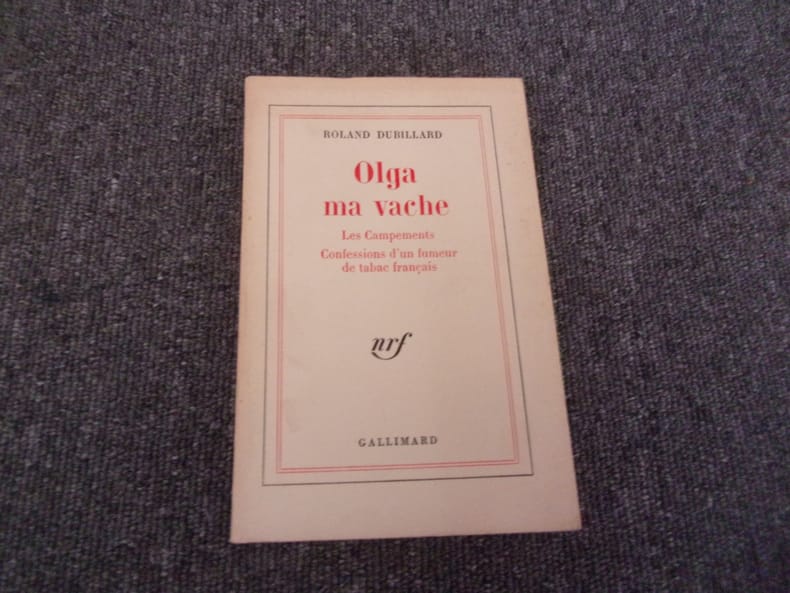 ROLAND DUBILLARD
Olga
ma vache
Les Campements
Confessions d'un fumeur
de tabac français
nrf
GALLIMARD